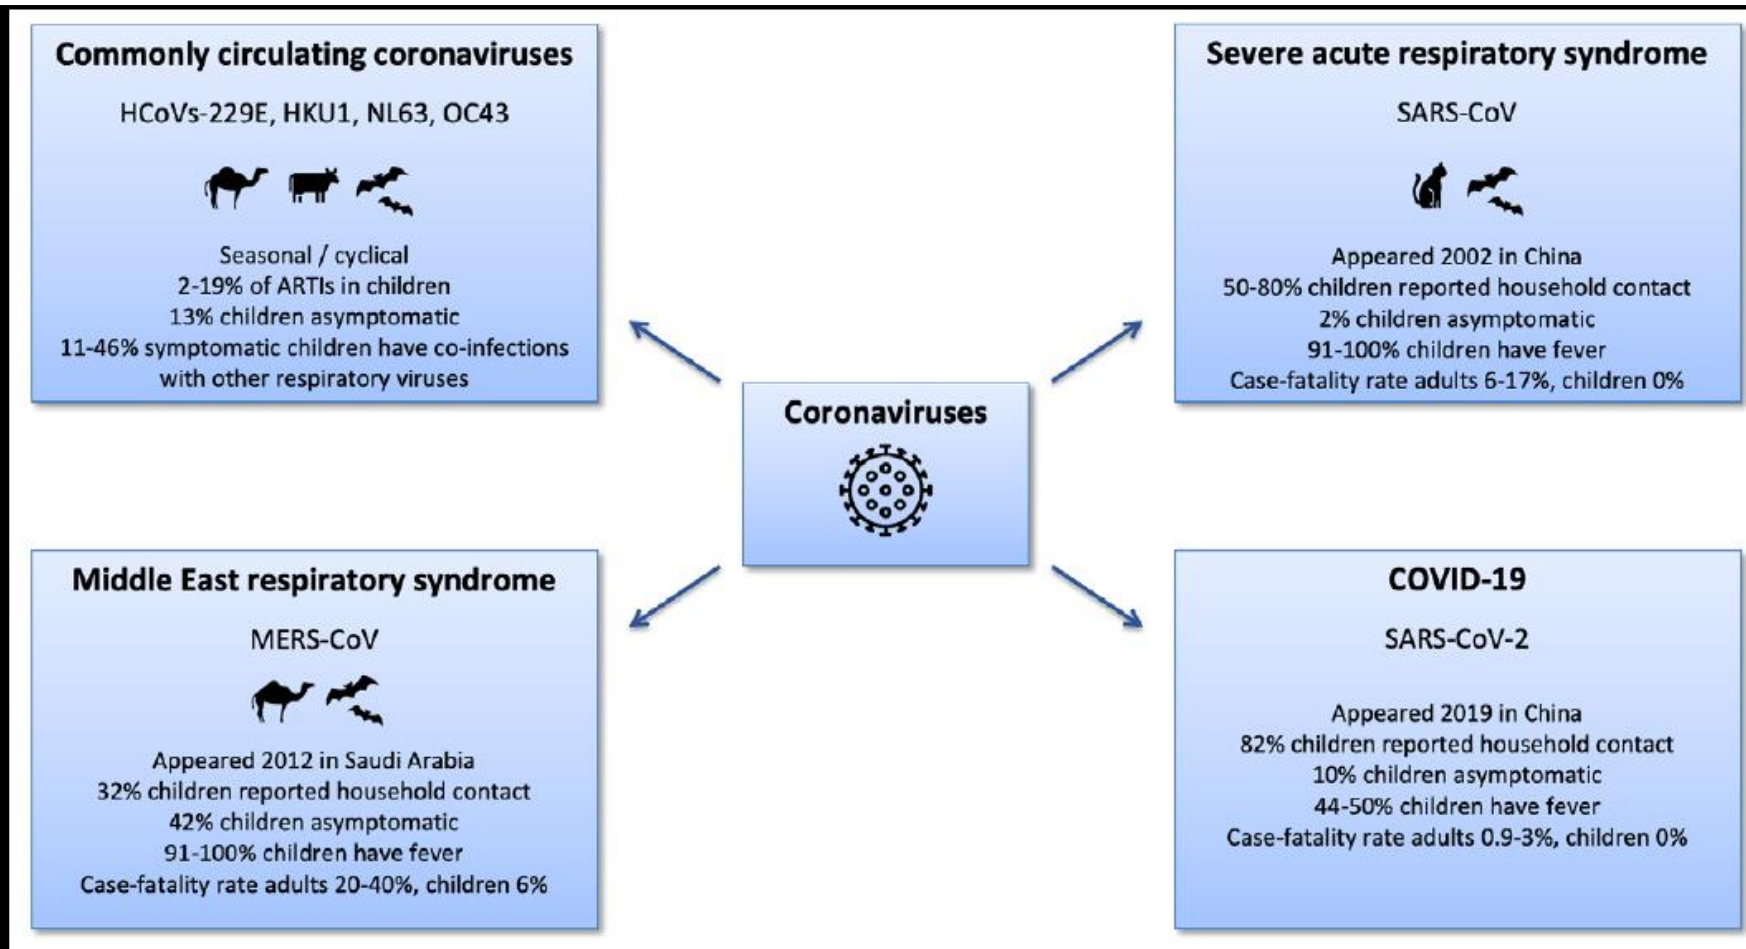 Commonly circulating coronaviruses
HCoVs-229E, HKU1, NL63, OC43
Seasonal / cyclical
2-19% of ARTIs in children
13% children asymptomatic
11-46% symptomatic children have co-infections
with other respiratory viruses
Severe acute respiratory syndrome
SARS-CoV
Appeared 2002 in China
50-80% children reported household contact
2% children asymptomatic
91-100% children have fever
Case-fatality rate adults 6-17%, children 0%
Coronaviruses
Middle East respiratory syndrome
MERS-CoV
Appeared 2012 in Saudi Arabia
32% children reported household contact
42% children asymptomatic
91-100% children have fever
Case-fatality rate adults 20-40%, children 6%
COVID-19
SARS-CoV-2
Appeared 2019 in China
82% children reported household contact
10% children asymptomatic
44-50% children have fever
Case-fatality rate adults 0.9-3%, children 0%